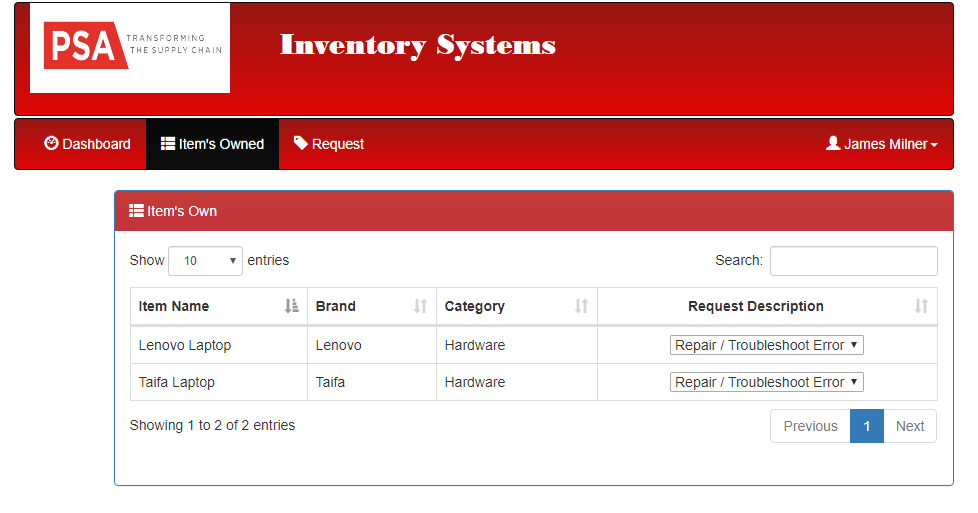 PSA TRANSFORMING
THE SUPPLY CHAIN
Inventory Systems
Dashboard Item's Owned Request James Milner
Item's Own
Show 10 entries Search:
Item Name Brand Category Request Description
Lenovo Laptop Lenovo Hardware Repair / Troubleshoot Error
Taifa Laptop Taifa Hardware Repair / Troubleshoot Error
Showing 1 to 2 of 2 entries Previous 1 Next